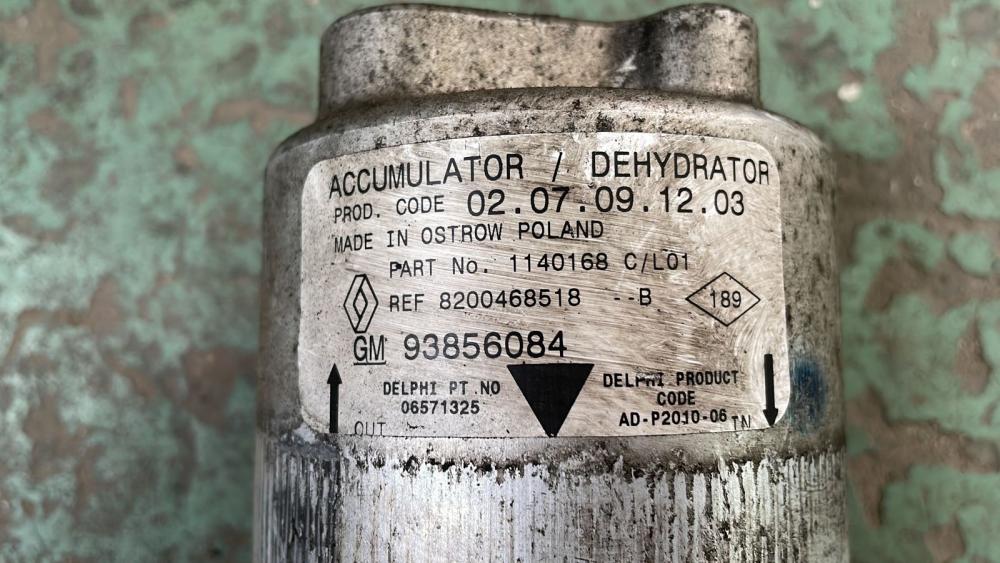 ACCUMULATOR / DEHYDRATOR
PROD. CODE 02.07.09.12.03
MADE IN OSTROW POLAND
PART No. 1140168 C/L01
REF 8200468518 --B
189
GM 93856084
DELPHI PT.NO
06571325
DELPHI PRODUCT
CODE
AD-P2010-06
OUT
IN